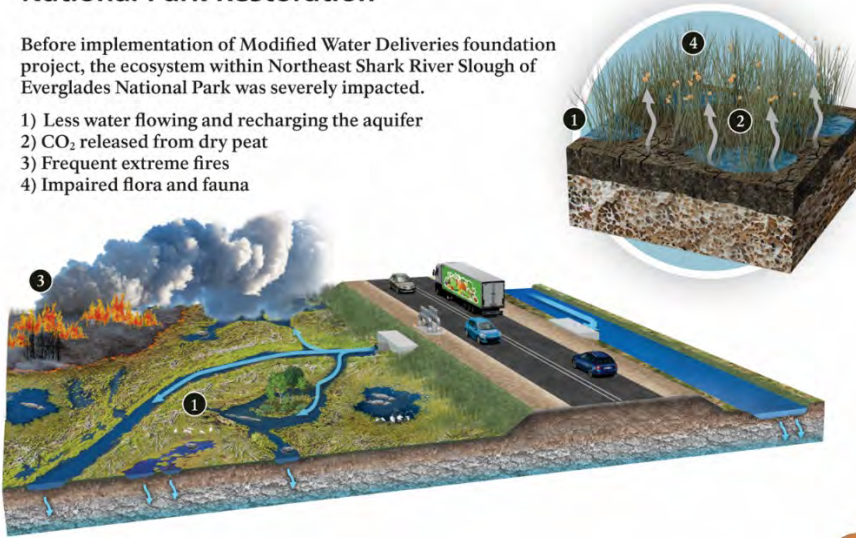 Before implementation of Modified Water Deliveries foundation
project, the ecosystem within Northeast Shark River Slough of
Everglades National Park was severely impacted.
1) Less water flowing and recharging the aquifer
2) CO₂ released from dry peat
3) Frequent extreme fires
4) Impaired flora and fauna
4
1
2
3
1